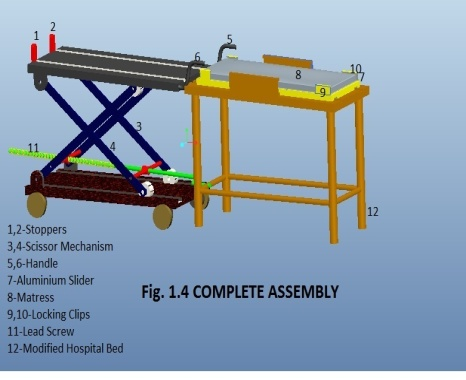 1
2
5
6
10
7
8
9
3
4
11
12
1,2-Stoppers
3,4-Scissor Mechanism
5,6-Handle
7-Aluminium Slider
8-Matress
9,10-Locking Clips
11-Lead Screw
12-Modified Hospital Bed
Fig. 1.4 COMPLETE ASSEMBLY